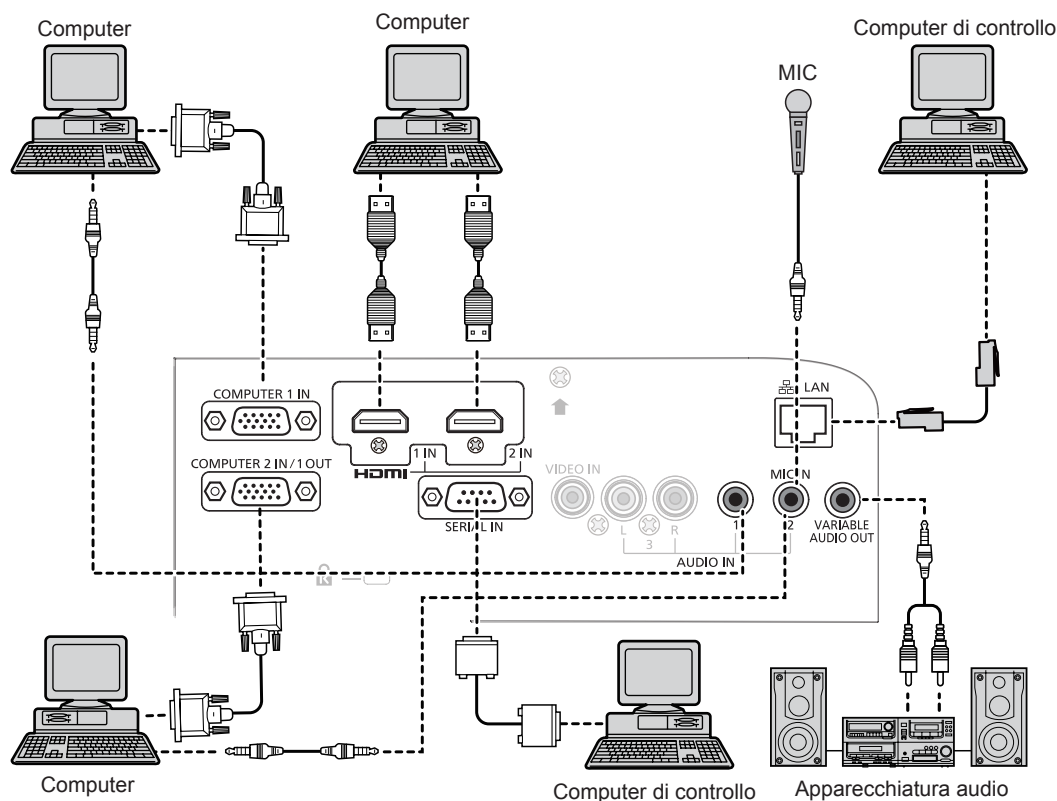 Computer
Computer
Computer di controllo
MIC
COMPUTER 1 IN
LAN
COMPUTER 2 IN/1 OUT
HDMI
1 IN
2 IN
VIDEO IN
MIC IN
SERIAL IN
L
R
3
1
2
VARIABLE
AUDIO OUT
AUDIO IN
Computer
Computer di controllo
Apparecchiatura audio